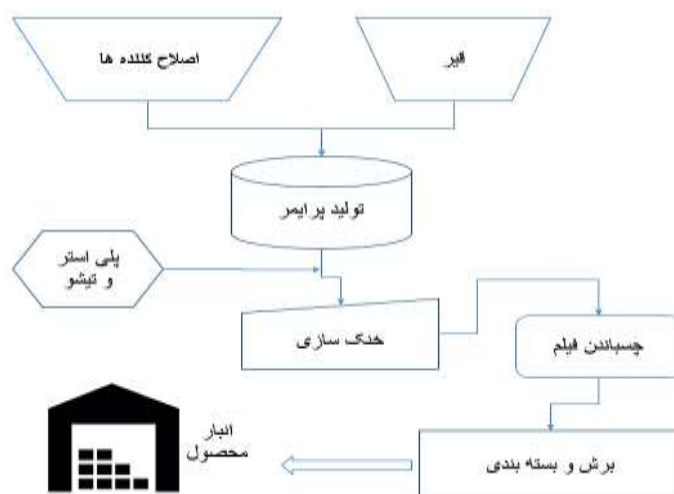 قیر
اصلاح کننده ها
تولید پرایمر
پلی استر
و تیشو
خنک سازی
چسباندن فیلم
برش و بسته بندی
انبار
محصول